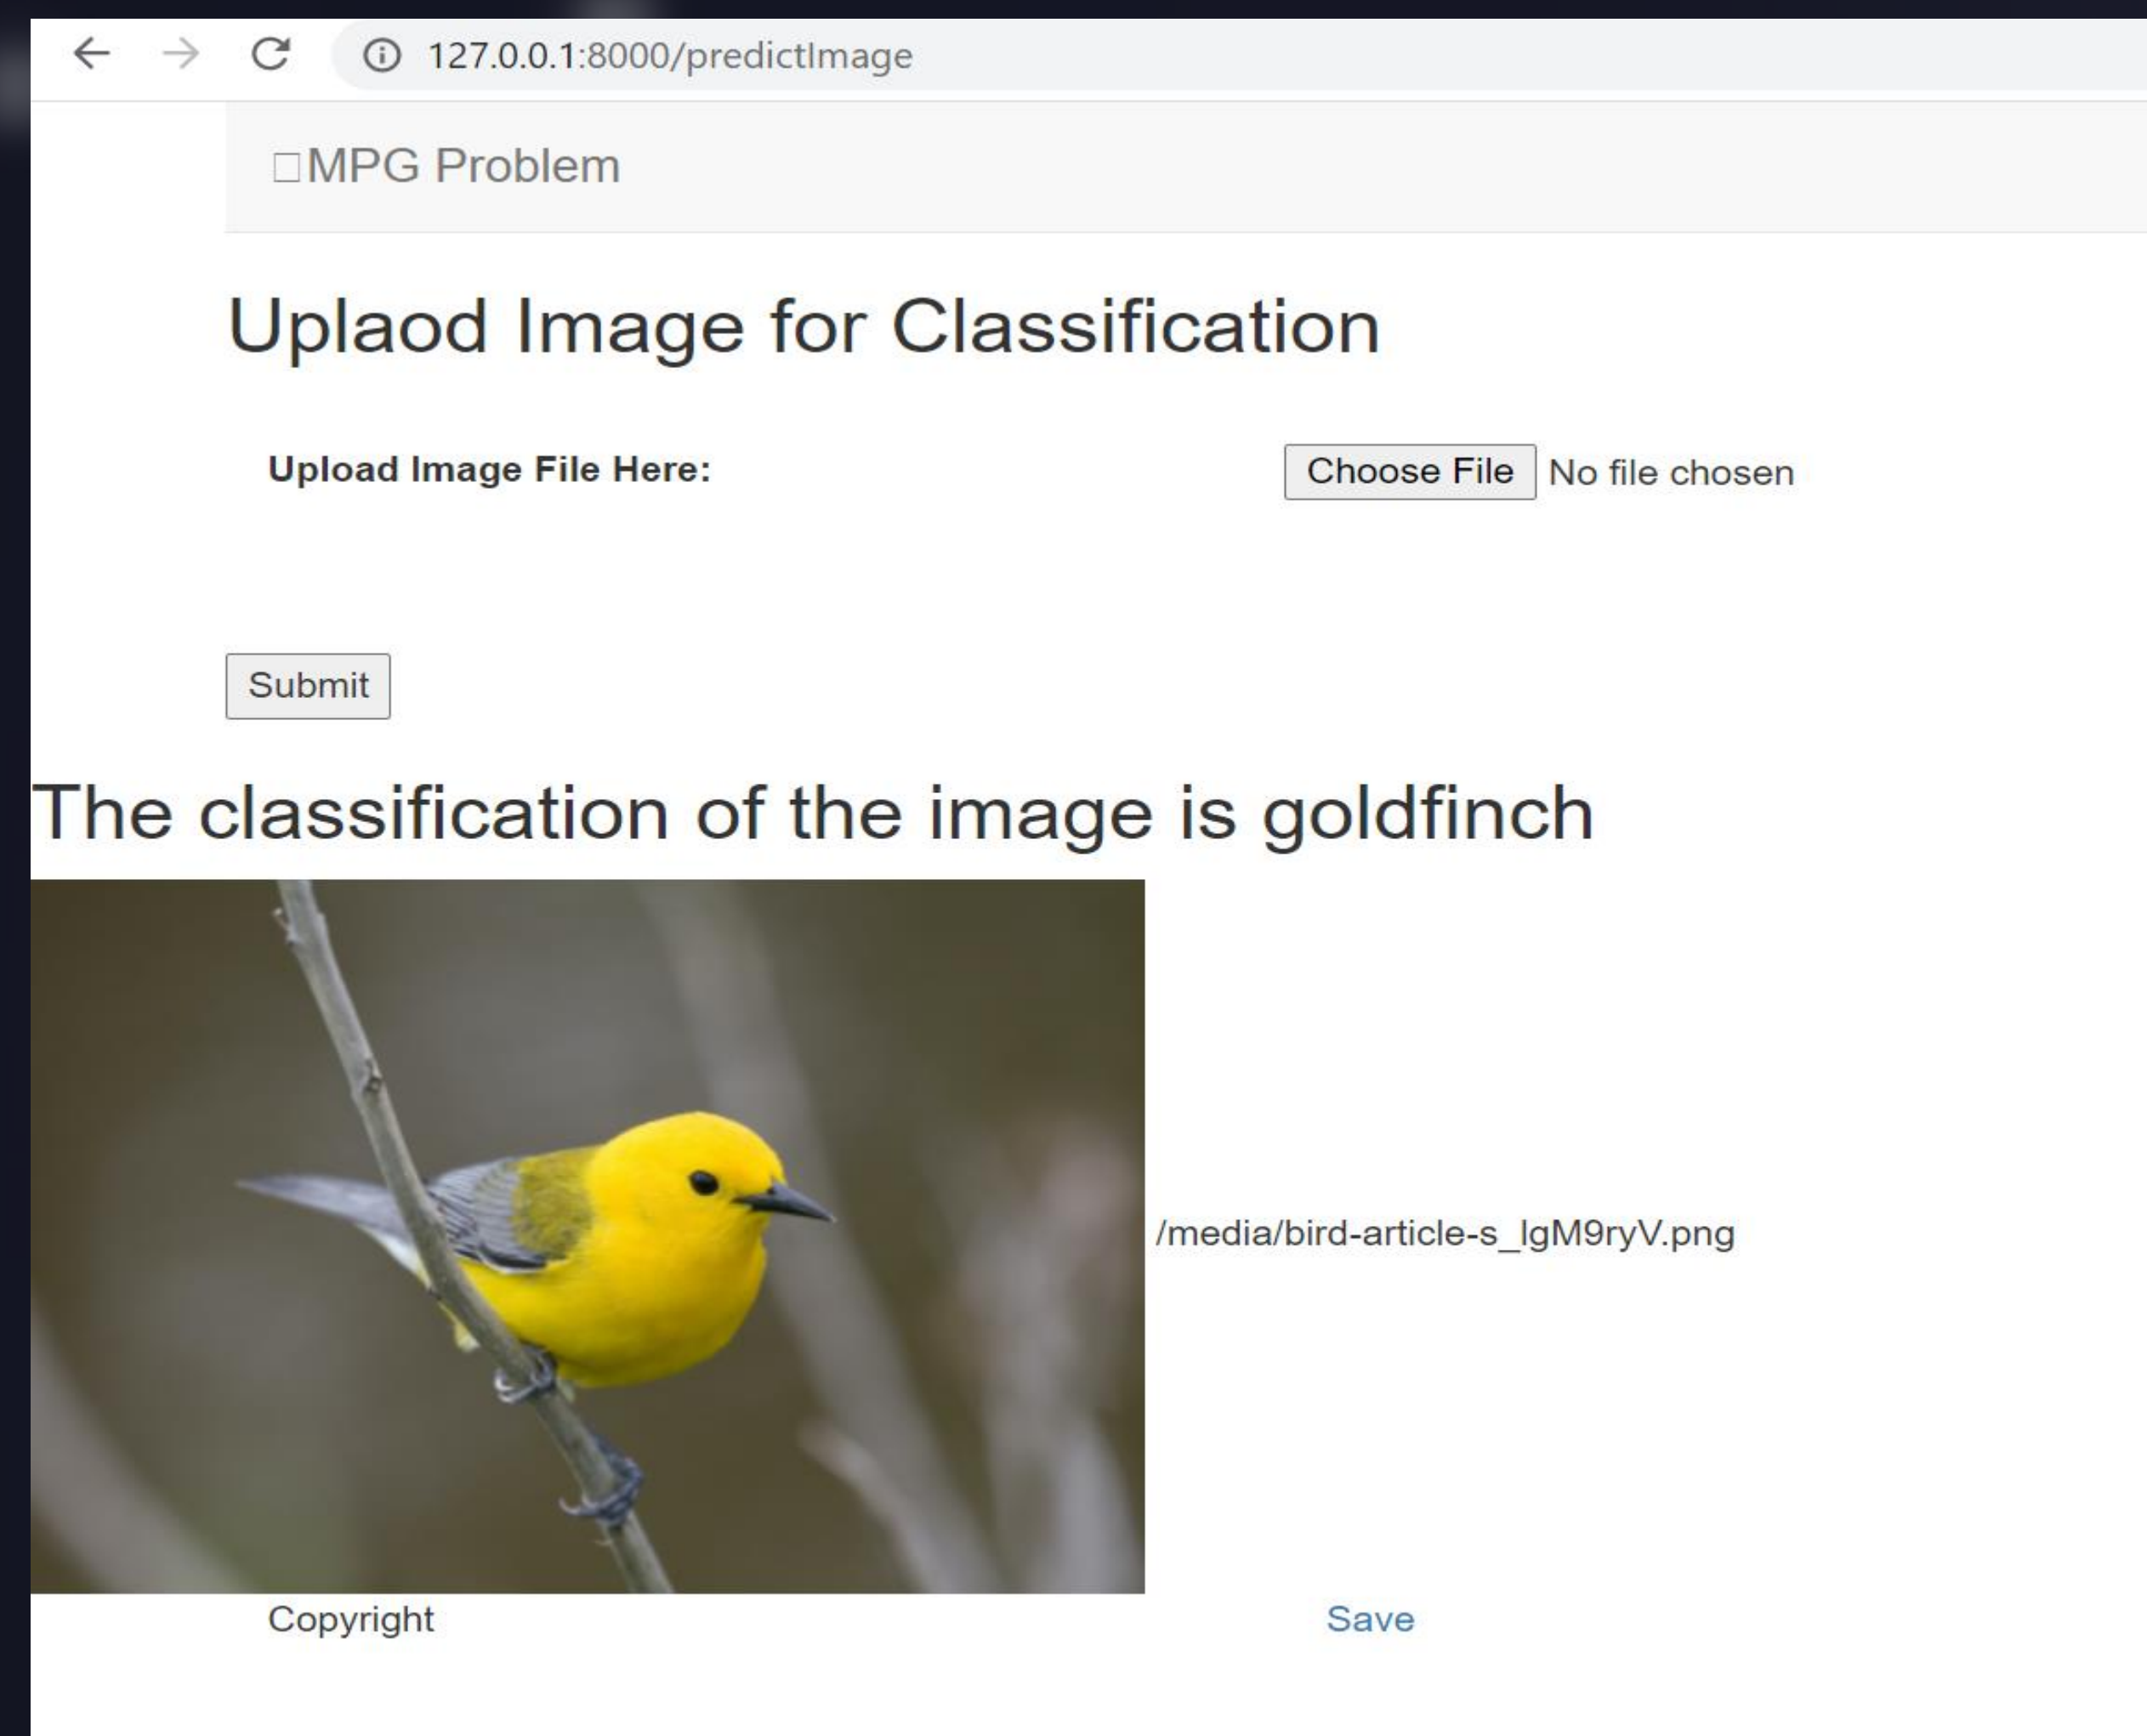 127.0.0.1:8000/predictImage
MPG Problem
Uplaod Image for Classification
Upload Image File Here:
Choose File No file chosen
Submit
The classification of the image is goldfinch
/media/bird-article-s_lgM9ryV.png
Copyright
Save